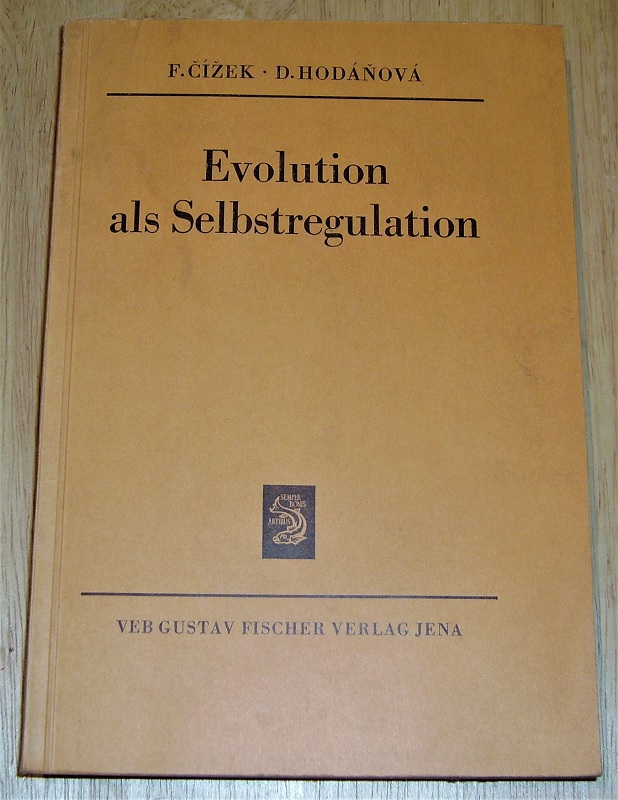 F. ČÍŽEK · D. HODÁŇOVÁ
Evolution
als Selbstregulation
SEMPER
BONIS
ARTIBUS
VEB GUSTAV FISCHER VERLAG JENA